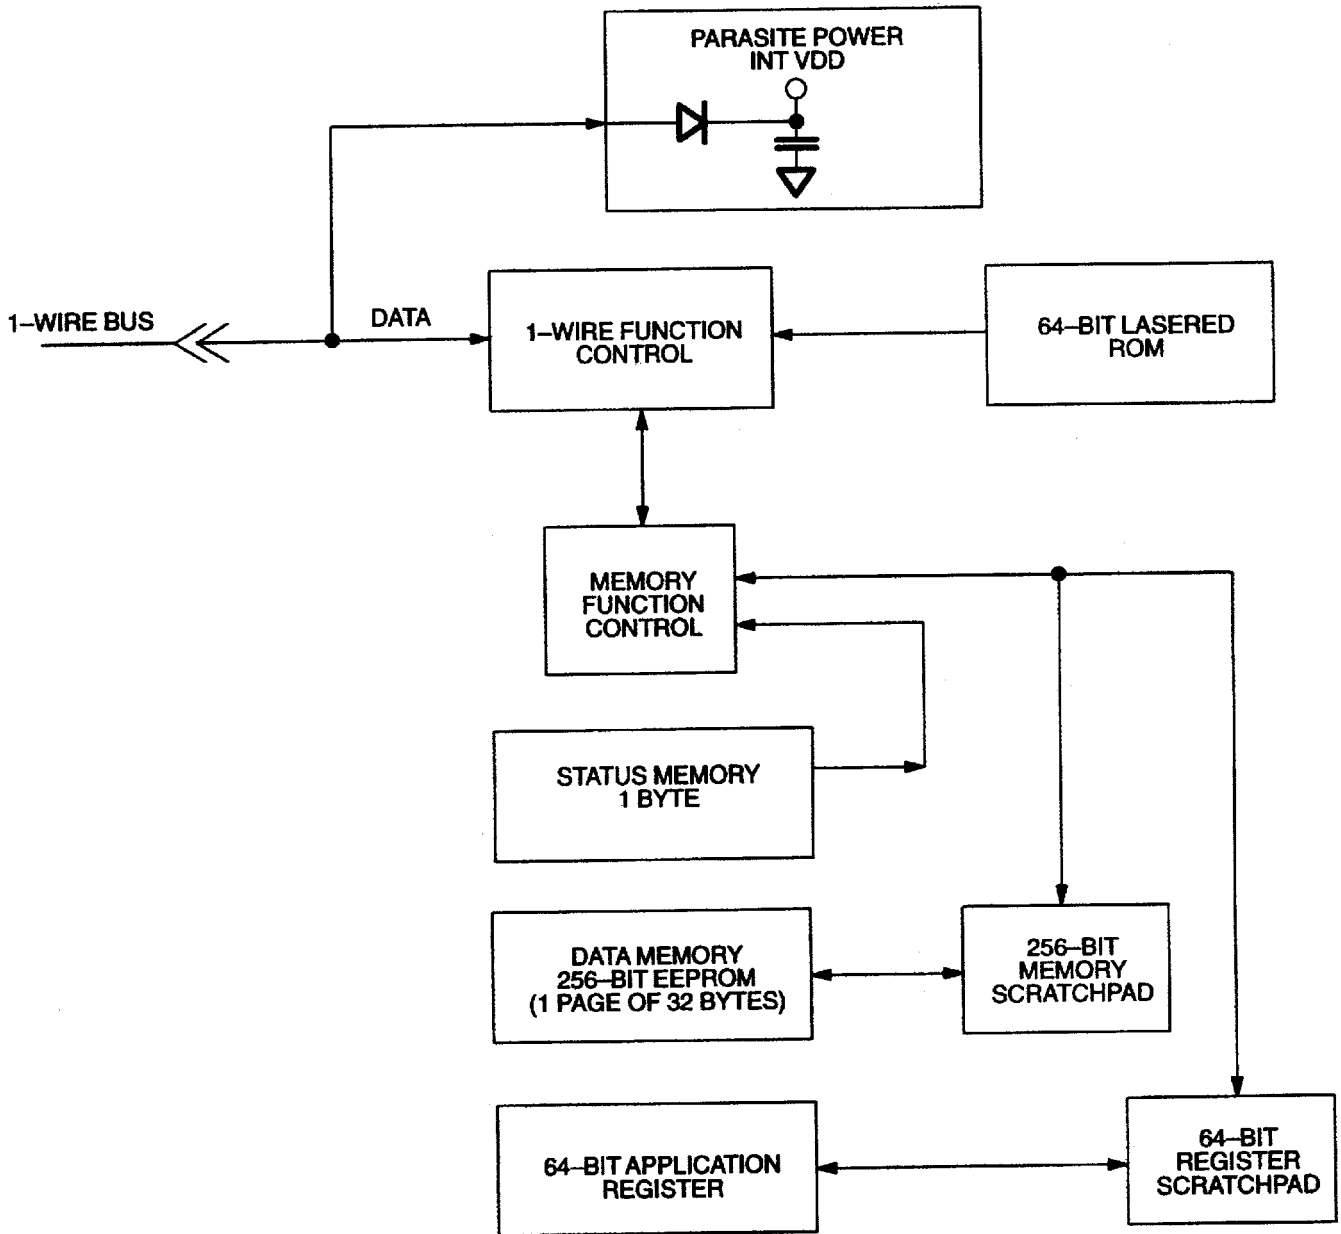 PARASITE POWER
INT VDD
1–WIRE BUS
DATA
1–WIRE FUNCTION
CONTROL
64–BIT LASERED
ROM
MEMORY
FUNCTION
CONTROL
STATUS MEMORY
1 BYTE
DATA MEMORY
256–BIT EEPROM
(1 PAGE OF 32 BYTES)
256–BIT
MEMORY
SCRATCHPAD
64–BIT APPLICATION
REGISTER
64–BIT
REGISTER
SCRATCHPAD